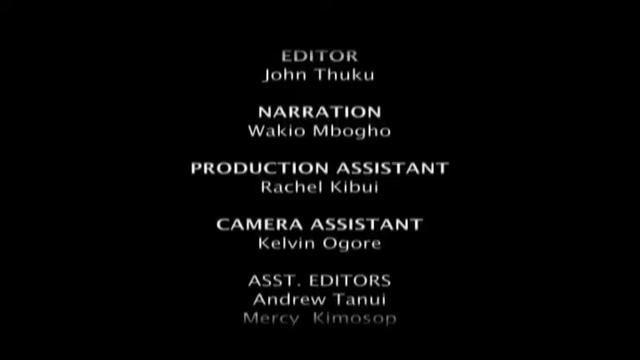 EDITOR
John Thuku
NARRATION
Wakio Mbogho
PRODUCTION ASSISTANT
Rachel Kibui
CAMERA ASSISTANT
Kelvin Ogore
ASST. EDITORS
Andrew Tanui
Mercy Kimosop